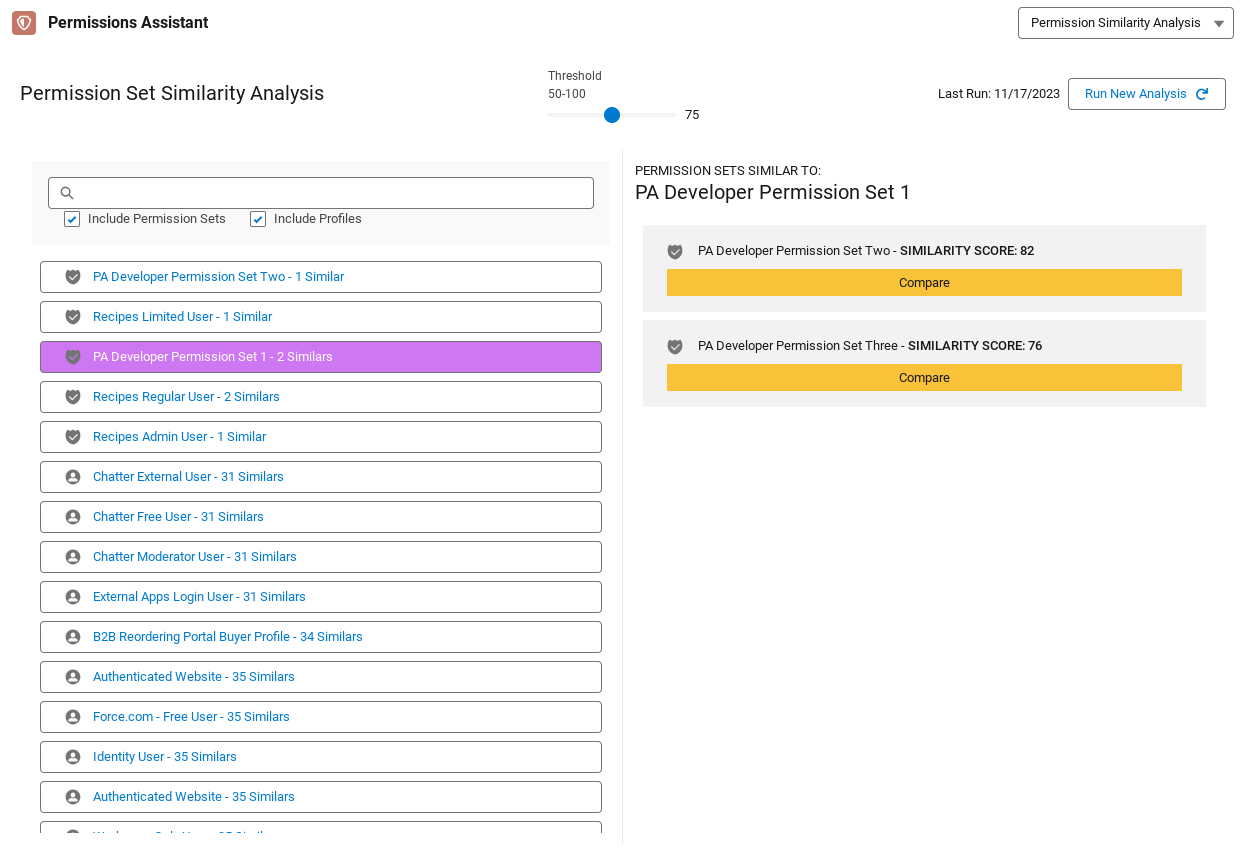 Permissions Assistant
Permission Similarity Analysis
Permission Set Similarity Analysis
Threshold
50-100
75
Last Run: 11/17/2023
Run New Analysis
Include Permission Sets
Include Profiles
PA Developer Permission Set Two - 1 Similar
Recipes Limited User - 1 Similar
PA Developer Permission Set 1 - 2 Similars
Recipes Regular User - 2 Similars
Recipes Admin User - 1 Similar
Chatter External User - 31 Similars
Chatter Free User - 31 Similars
Chatter Moderator User - 31 Similars
External Apps Login User - 31 Similars
B2B Reordering Portal Buyer Profile - 34 Similars
Authenticated Website - 35 Similars
Force.com - Free User - 35 Similars
Identity User - 35 Similars
Authenticated Website - 35 Similars
PERMISSION SETS SIMILAR TO:
PA Developer Permission Set 1
PA Developer Permission Set Two - SIMILARITY SCORE: 82
Compare
PA Developer Permission Set Three - SIMILARITY SCORE: 76
Compare